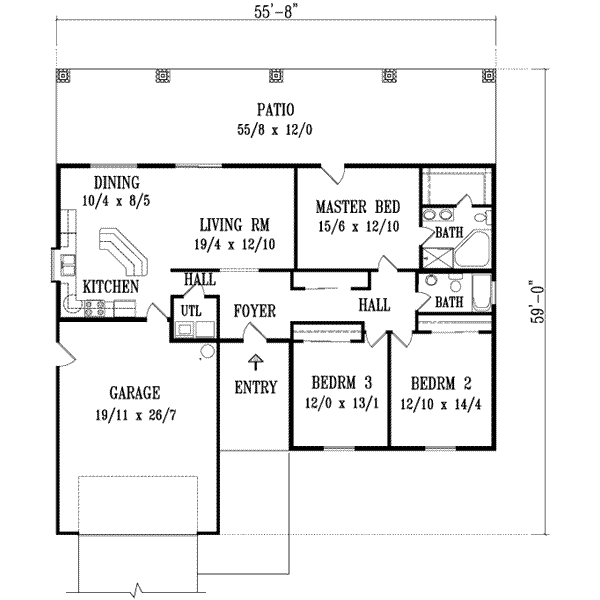 55'-8"
PATIO
55/8 x 12/0
DINING
10/4 x 8/5
LIVING RM
19/4 x 12/10
MASTER BED
15/6 x 12/10
BATH
KITCHEN
HALL
UTL
FOYER
HALL
BATH
59'-0"
GARAGE
19/11 x 26/7
ENTRY
BEDRM 3
12/0 x 13/1
BEDRM 2
12/10 x 14/4